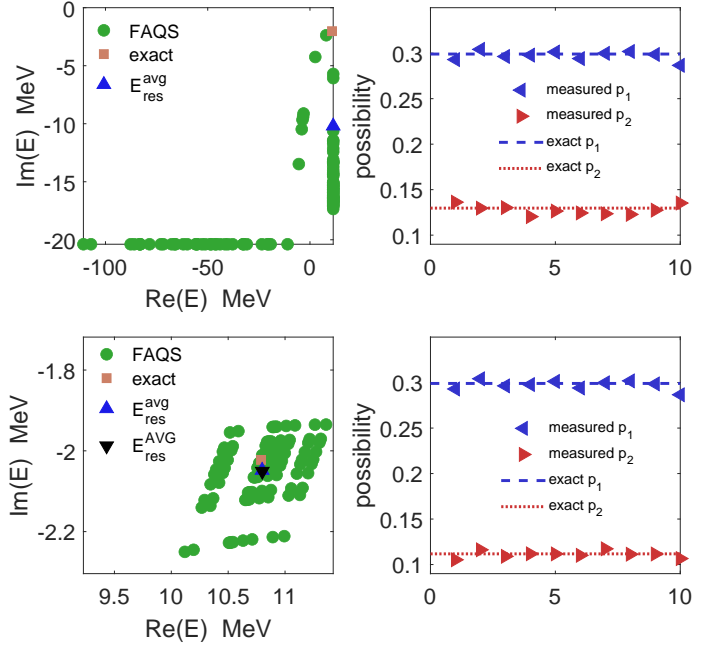 0
-5
-10
-15
-20
Im(E) MeV
FAQS
exact
E_res^avg
-100
-50
0
Re(E) MeV
0.3
0.25
0.2
0.15
0.1
possibility
measured p₁
measured p₂
exact p₁
exact p₂
0
5
10
-1.8
-2
-2.2
Im(E) MeV
FAQS
exact
E_res^avg
E_res^AVG
9.5
10
10.5
11
Re(E) MeV
0.3
0.25
0.2
0.15
0.1
possibility
measured p₁
measured p₂
exact p₁
exact p₂
0
5
10